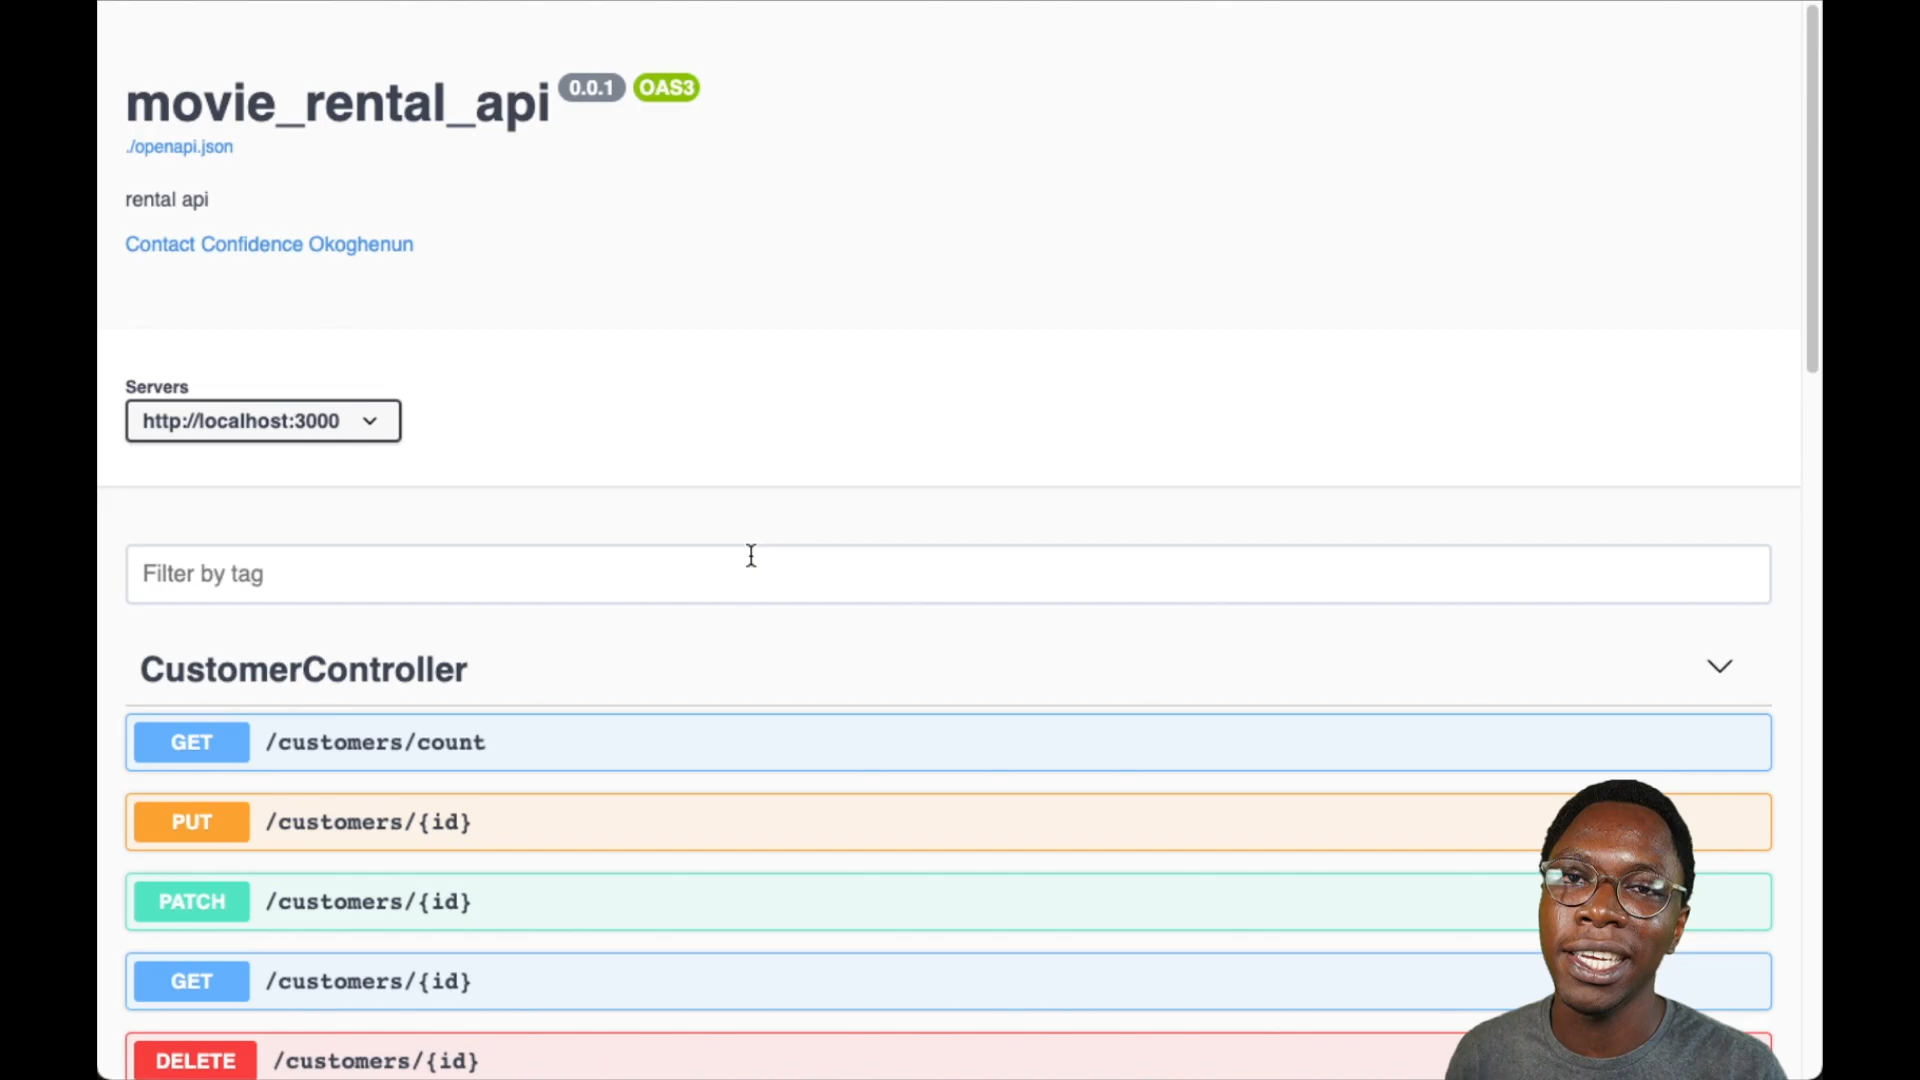 movie_rental_api 0.0.1 OAS3
./openapi.json
rental api
Contact Confidence Okoghenun
Servers
http://localhost:3000
Filter by tag
CustomerController
GET /customers/count
PUT /customers/{id}
PATCH /customers/{id}
GET /customers/{id}
DELETE /customers/{id}